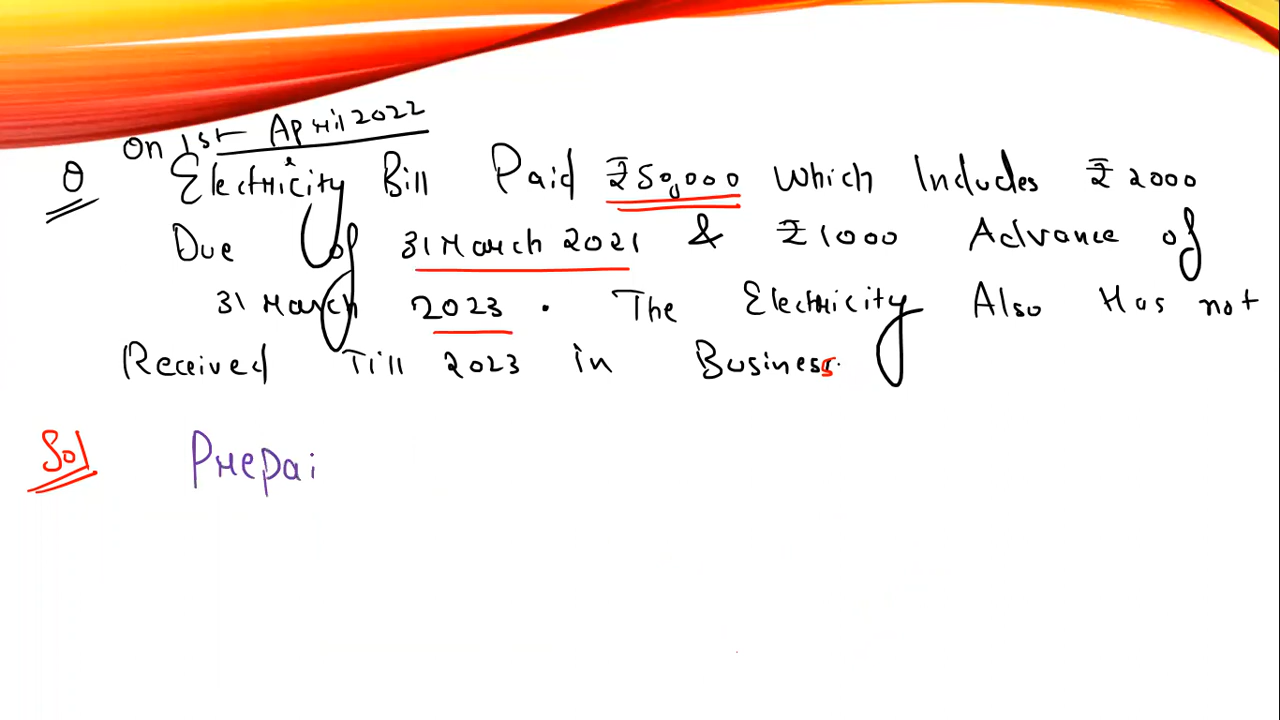 On 1st April 2022
Q Electricity Bill Paid ₹50,000 Which Includes ₹2000
Due of 31 March 2021 & ₹1000 Advance of
31 March 2023. The Electricity Also Has not
Received Till 2023 in Business.
Sol Prepai